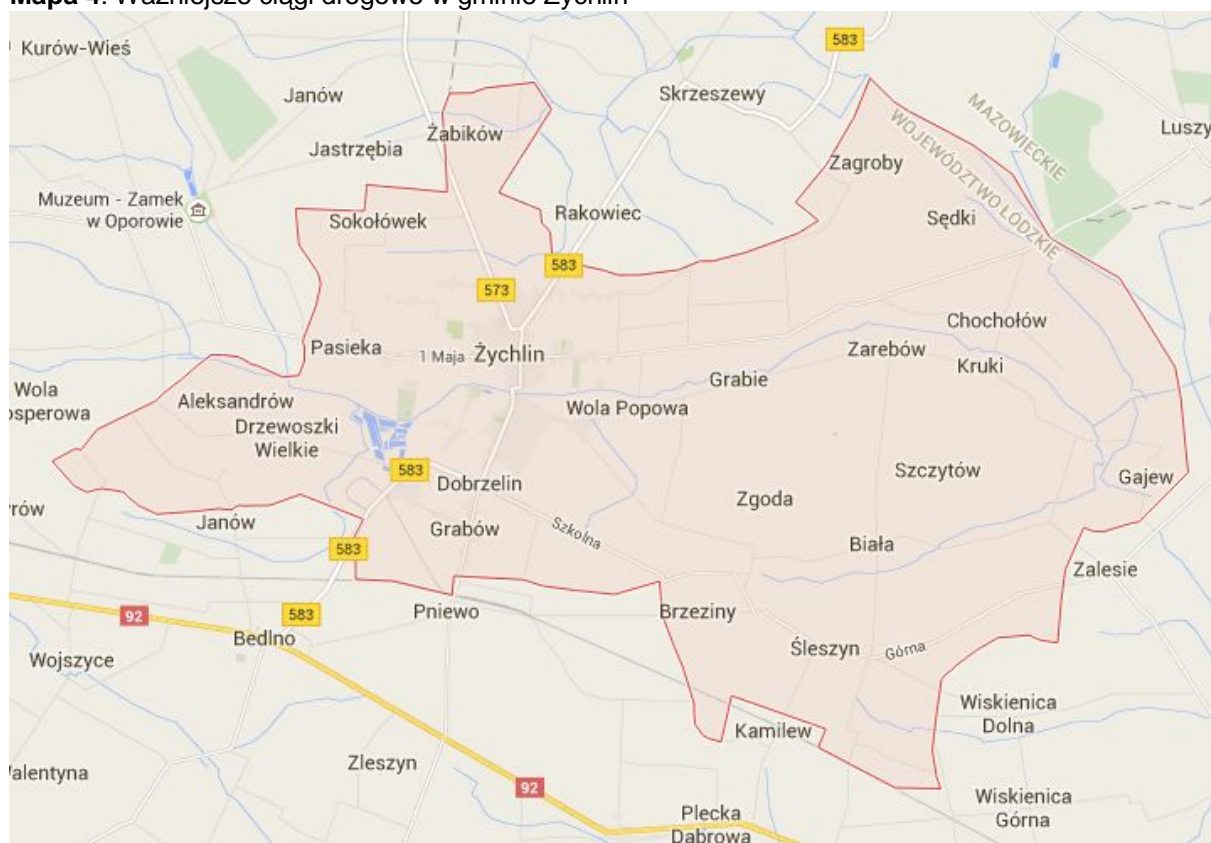 Mapa 4. Ważniejsze ciągi drogowe w gminie Żychlin
583
Kurów-Wieś
Janów
Skrzeszewy
MAZOWIECKIE
WOJEWÓDZTWO ŁÓDZKIE
Luszy
Żabików
Jastrzębia
Zagroby
Muzeum - Zamek
w Oporowie
Sokołówek
Rakowiec
Sędki
583
573
Chochołów
Pasieka
1 Maja
Żychlin
Zarebów
Kruki
Grabie
Wola
osperowa
Aleksandrów
Drzewoszki
Wielkie
Wola Popowa
583
Dobrzelin
Szczytów
Gajew
Zgoda
rów
Janów
Grabów
Szkolna
Biała
583
Zalesie
92
583
Pniewo
Brzeziny
Bedlno
Wojszyce
Śleszyn
Górna
Wiskienica
Dolna
Kamilew
Zleszyn
alentyna
92
Plecka
Dąbrowa
Wiskienica
Górna